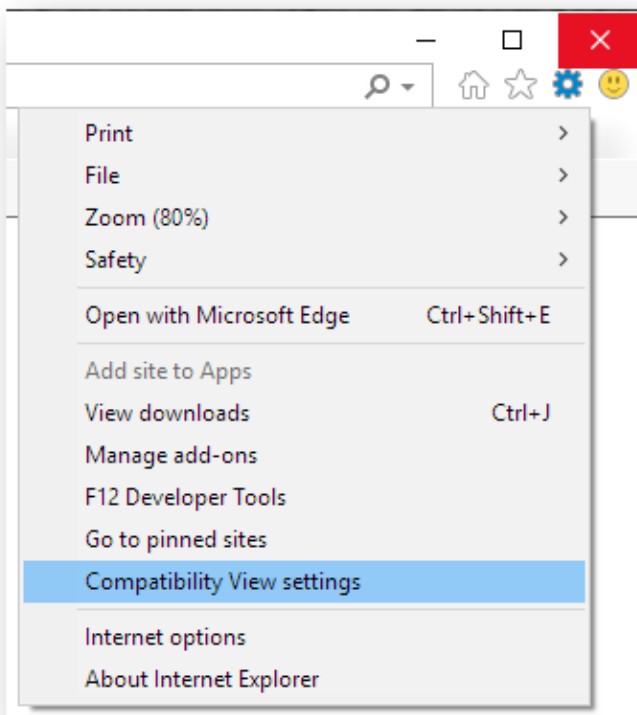 Print
File
Zoom (80%)
Safety
Open with Microsoft Edge Ctrl+Shift+E
Add site to Apps
View downloads Ctrl+J
Manage add-ons
F12 Developer Tools
Go to pinned sites
Compatibility View settings
Internet options
About Internet Explorer